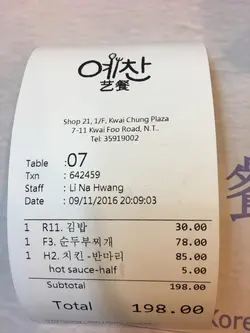 예찬
艺餐
Shop 21, 1/F, Kwai Chung Plaza
7-11 Kwai Foo Road, N.T..
Tel: 35919002
Table :07
Txn : 642459
Staff : Li Na Hwang
Date : 09/11/2016 20:09:03
1 R11. 김밥 30.00
1 F3. 순두부찌개 78.00
1 H2. 치킨 -반마리 85.00
hot sauce-half 5.00
Subtotal 198.00
Total 198.00
餐
Kore